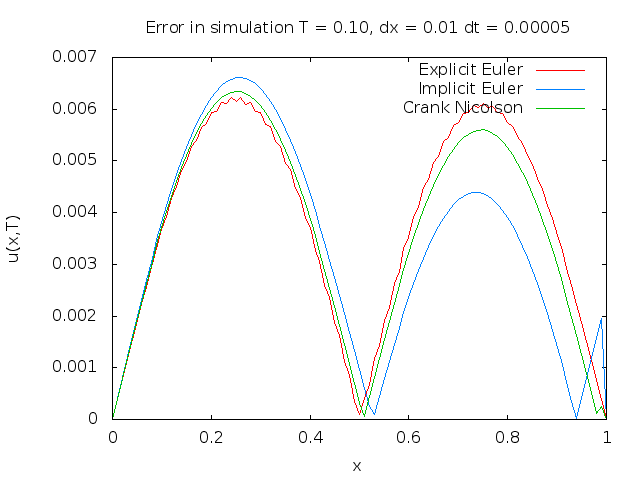 Error in simulation T = 0.10, dx = 0.01 dt = 0.00005
0.007
0.006
0.005
0.004
0.003
0.002
0.001
0
u(x,T)
Explicit Euler
Implicit Euler
Crank Nicolson
0 0.2 0.4 0.6 0.8 1
x